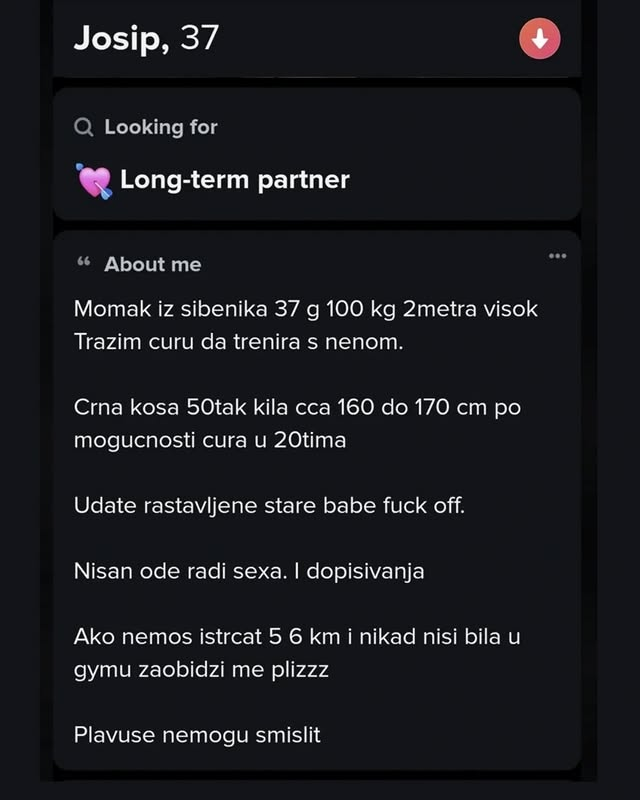 Josip, 37
Looking for
💘 Long-term partner
“ About me
Momak iz sibenika 37 g 100 kg 2metra visok
Trazim curu da trenira s nenom.
Crna kosa 50tak kila cca 160 do 170 cm po
mogucnosti cura u 20tima
Udate rastavljene stare babe fuck off.
Nisan ode radi sexa. I dopisivanja
Ako nemos istrcat 5 6 km i nikad nisi bila u
gymu zaobidzi me plizzz
Plavuse nemogu smislit